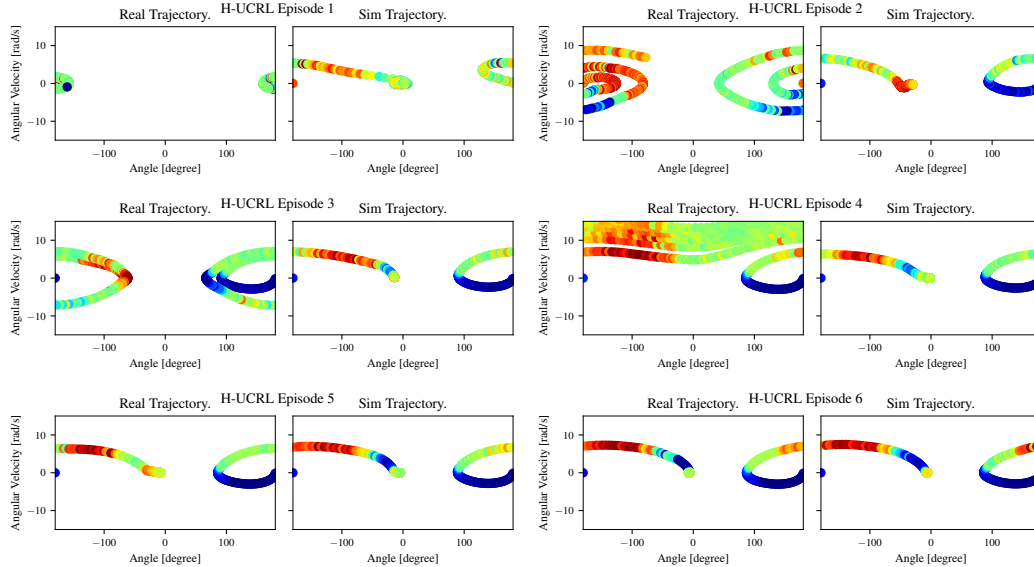 H-UCRL Episode 1
Real Trajectory.
Sim Trajectory.
Angular Velocity [rad/s]
10
0
−10
−100
0
100
−100
0
100
Angle [degree]
Angle [degree]
H-UCRL Episode 2
Real Trajectory.
Sim Trajectory.
Angular Velocity [rad/s]
10
0
−10
−100
0
100
−100
0
100
Angle [degree]
Angle [degree]
H-UCRL Episode 3
Real Trajectory.
Sim Trajectory.
Angular Velocity [rad/s]
10
0
−10
−100
0
100
−100
0
100
Angle [degree]
Angle [degree]
H-UCRL Episode 4
Real Trajectory.
Sim Trajectory.
Angular Velocity [rad/s]
10
0
−10
−100
0
100
−100
0
100
Angle [degree]
Angle [degree]
H-UCRL Episode 5
Real Trajectory.
Sim Trajectory.
Angular Velocity [rad/s]
10
0
−10
−100
0
100
−100
0
100
Angle [degree]
Angle [degree]
H-UCRL Episode 6
Real Trajectory.
Sim Trajectory.
Angular Velocity [rad/s]
10
0
−10
−100
0
100
−100
0
100
Angle [degree]
Angle [degree]